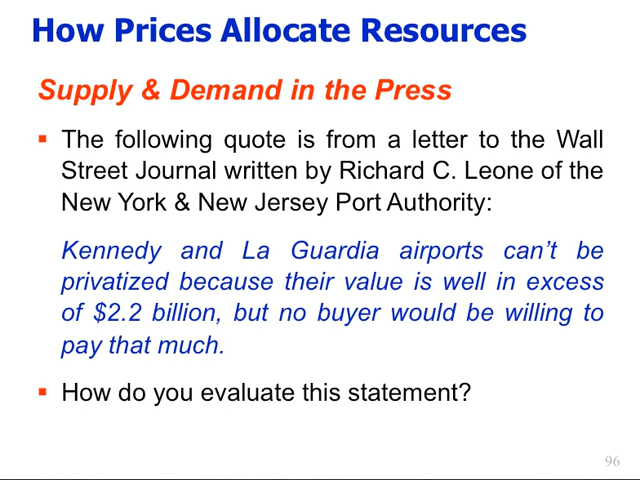 How Prices Allocate Resources
Supply & Demand in the Press
▪ The following quote is from a letter to the Wall
Street Journal written by Richard C. Leone of the
New York & New Jersey Port Authority:
Kennedy and La Guardia airports can’t be
privatized because their value is well in excess
of $2.2 billion, but no buyer would be willing to
pay that much.
▪ How do you evaluate this statement?
96